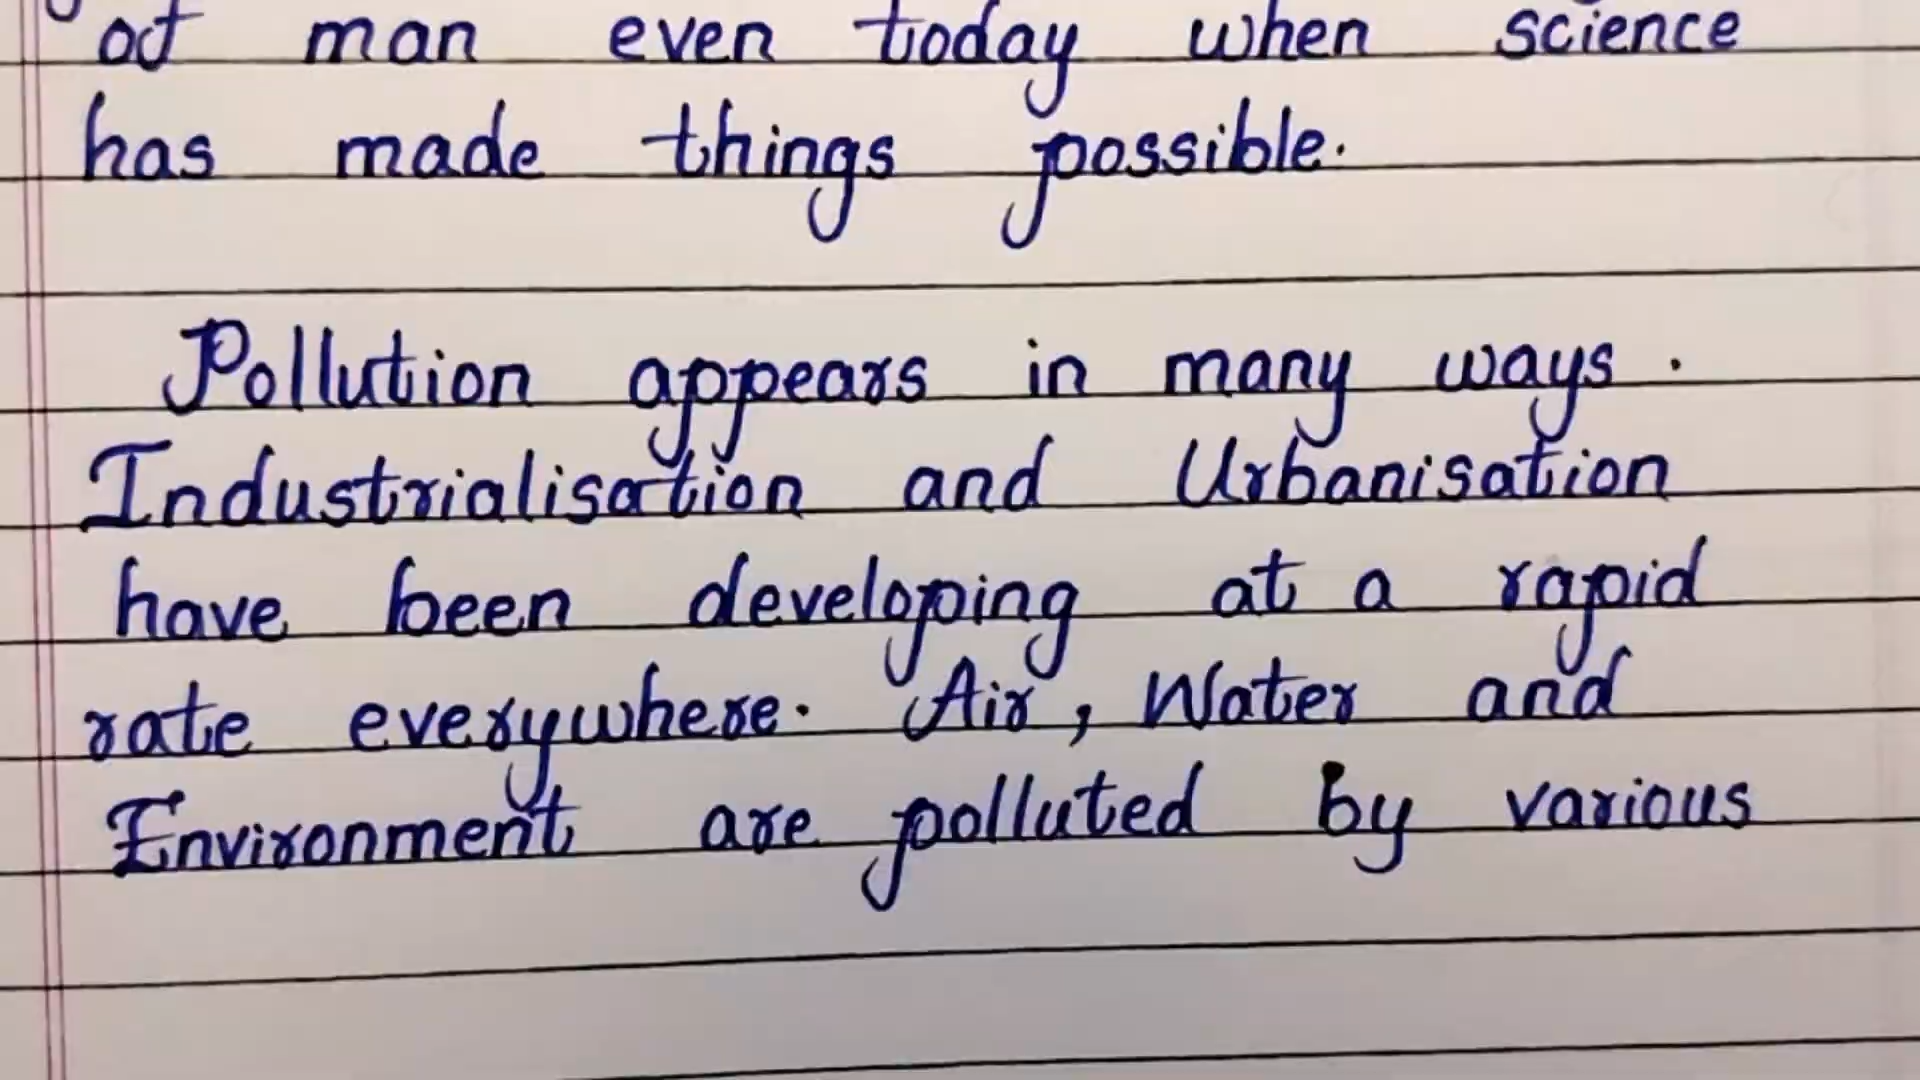 of man even today when science
has made things possible.
Pollution appears in many ways .
Industrialisation and Urbanisation
have been developing at a rapid
rate everywhere. Air , Water and
Environment are polluted by various